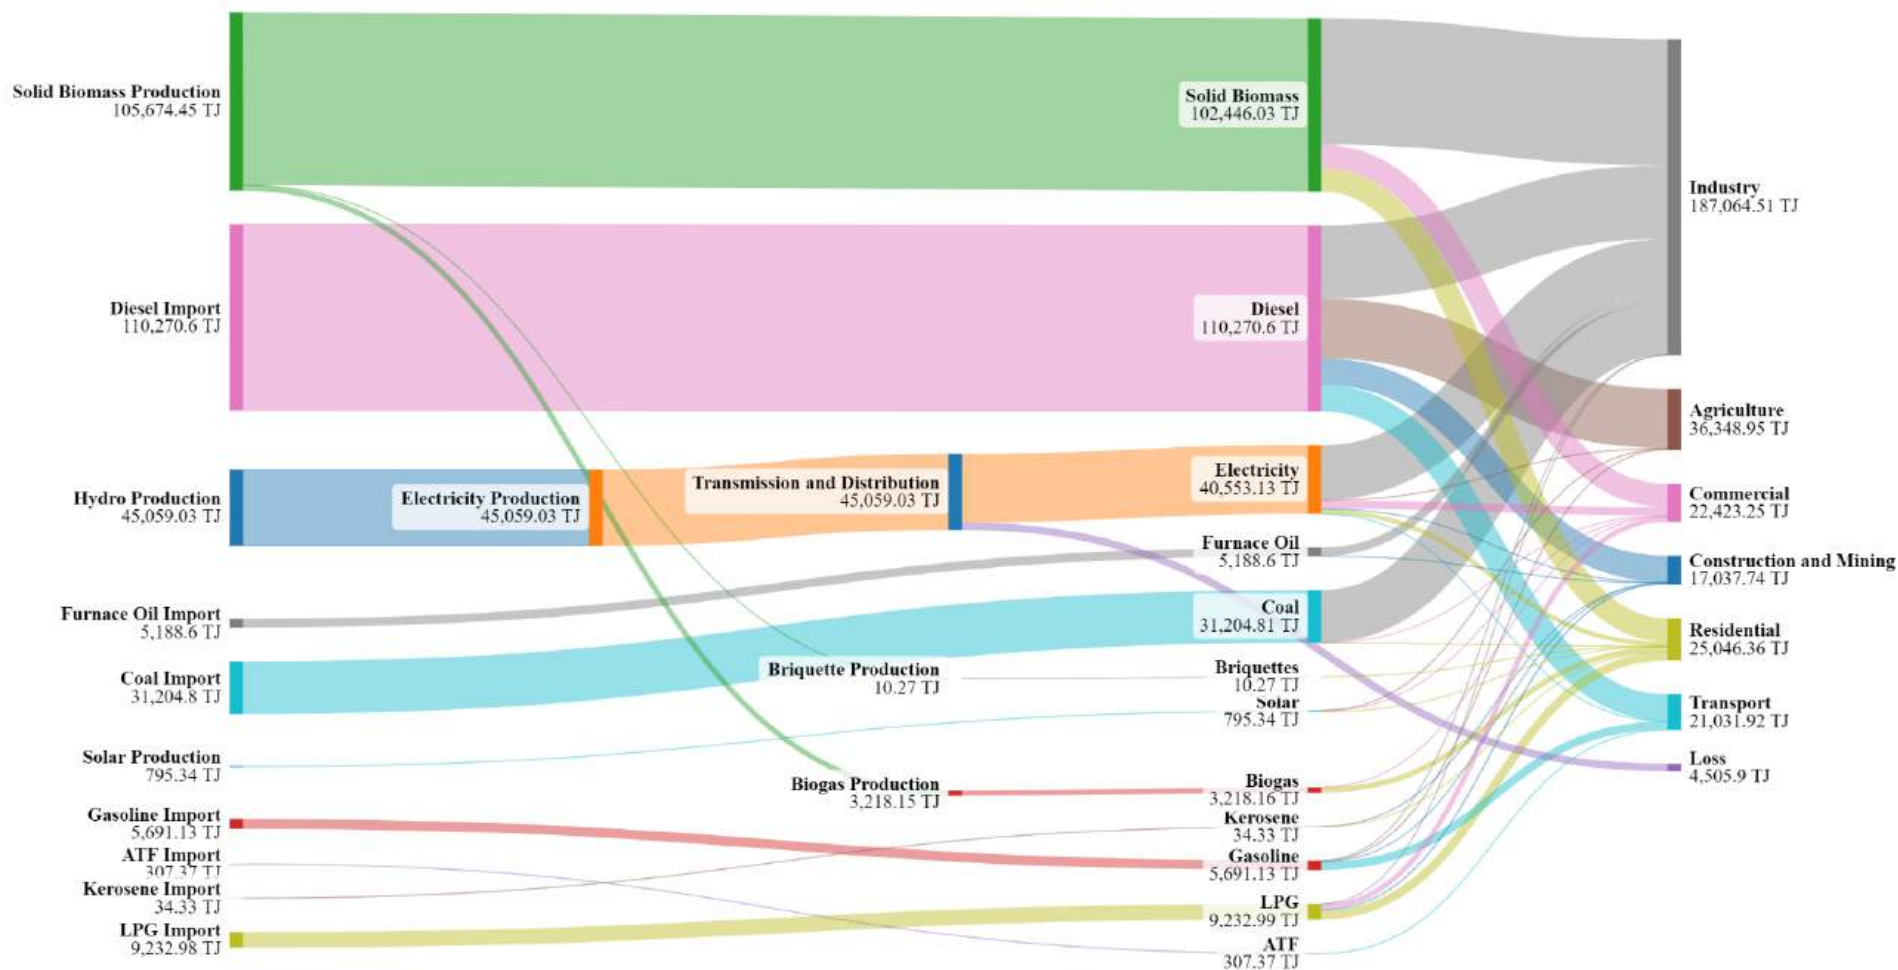 Solid Biomass Production
105,674.45 TJ
Diesel Import
110,270.6 TJ
Hydro Production
45,059.03 TJ
Furnace Oil Import
5,188.6 TJ
Coal Import
31,204.8 TJ
Solar Production
795.34 TJ
Gasoline Import
5,691.13 TJ
ATF Import
307.37 TJ
Kerosene Import
34.33 TJ
LPG Import
9,232.98 TJ
Electricity Production
45,059.03 TJ
Transmission and Distribution
45,059.03 TJ
Briquette Production
10.27 TJ
Biogas Production
3,218.15 TJ
Solid Biomass
102,446.03 TJ
Diesel
110,270.6 TJ
Electricity
40,553.13 TJ
Furnace Oil
5,188.6 TJ
Coal
31,204.81 TJ
Briquettes
10.27 TJ
Solar
795.34 TJ
Biogas
3,218.16 TJ
Kerosene
34.33 TJ
Gasoline
5,691.13 TJ
LPG
9,232.99 TJ
ATF
307.37 TJ
Industry
187,064.51 TJ
Agriculture
36,348.95 TJ
Commercial
22,423.25 TJ
Construction and Mining
17,037.74 TJ
Residential
25,046.36 TJ
Transport
21,031.92 TJ
Loss
4,505.9 TJ